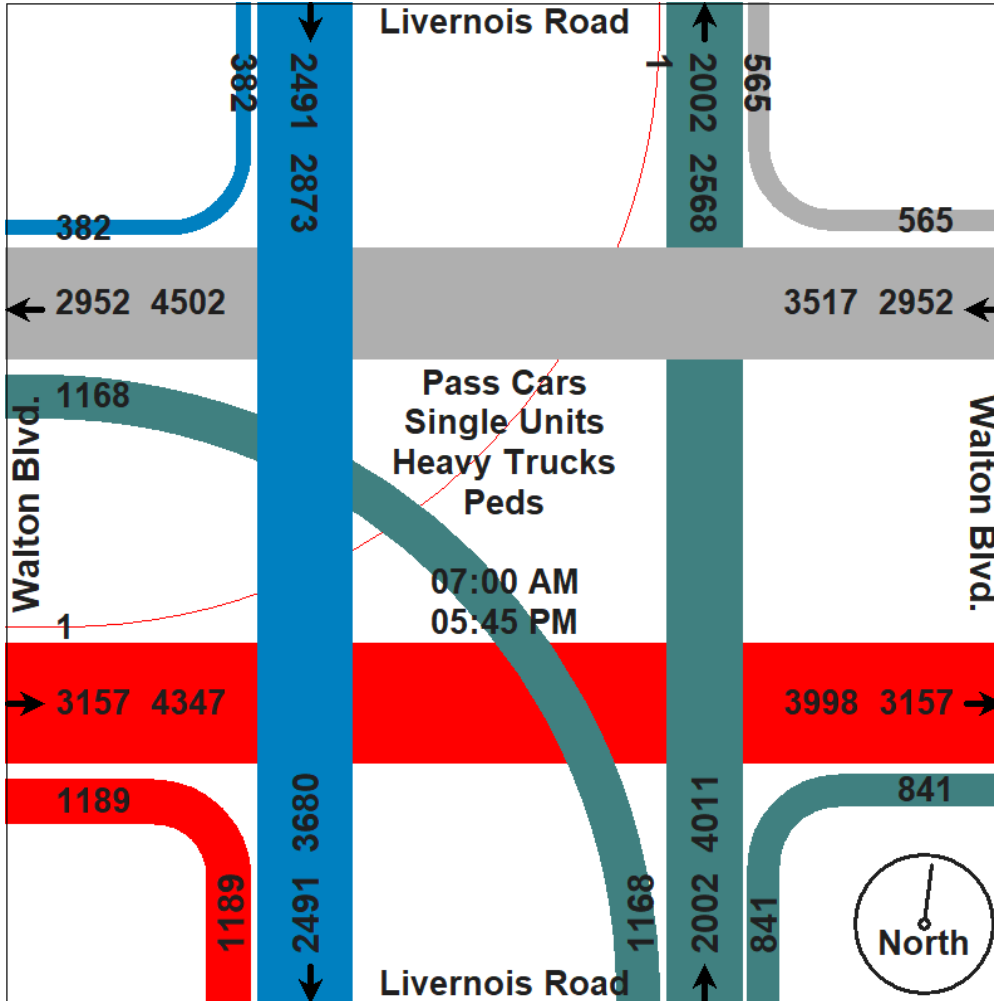 Livernois Road
382
2491 2873
1
2002 2568
565
382
565
2952 4502
3517 2952
1168
Pass Cars
Single Units
Heavy Trucks
Peds
Walton Blvd.
Walton Blvd.
07:00 AM
05:45 PM
1
3157 4347
3998 3157
1189
841
1189
2491 3680
1168
2002 4011
841
North
Livernois Road